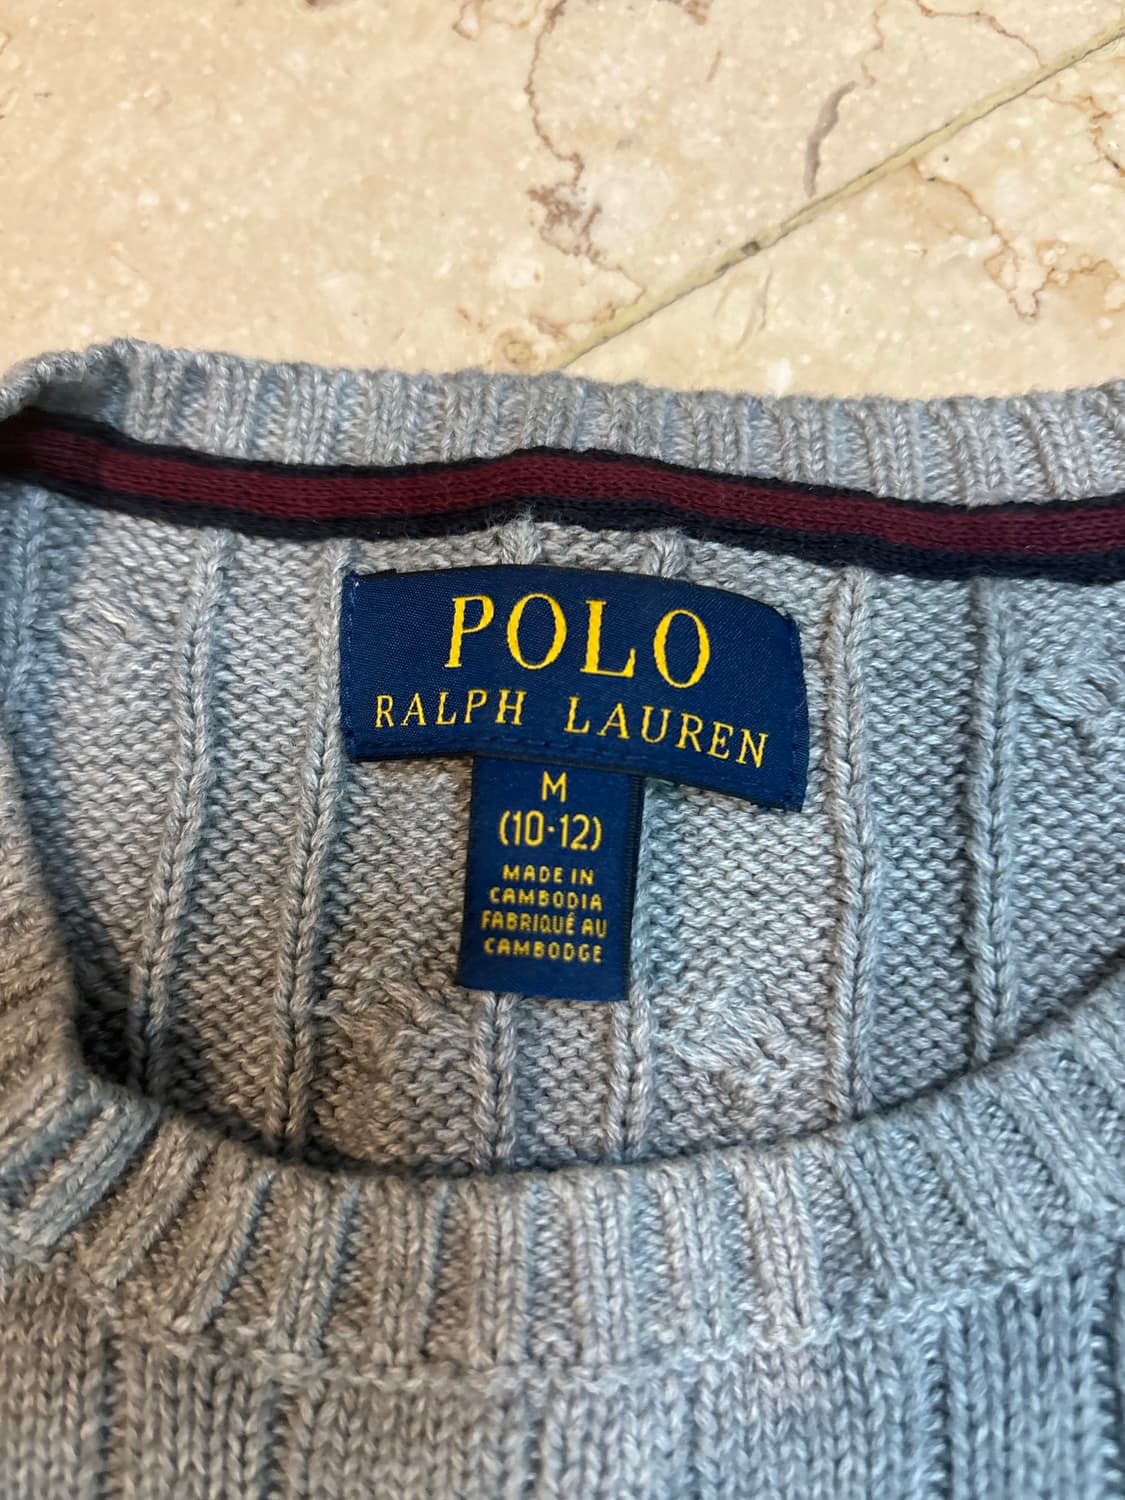 POLO
RALPH LAUREN
M
(10-12)
MADE IN
CAMBODIA
FABRIQUÉ AU
CAMBODGE